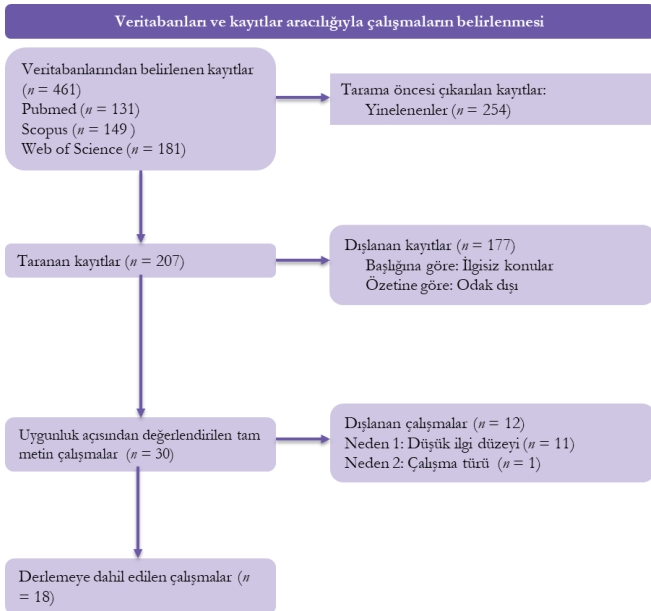 Veritabanları ve kayıtlar aracılığıyla çalışmaların belirlenmesi
Veritabanlarından belirlenen kayıtlar
(n = 461)
Pubmed (n = 131)
Scopus (n = 149 )
Web of Science (n = 181)
Tarama öncesi çıkarılan kayıtlar:
Yinelenenler (n = 254)
Taranan kayıtlar (n = 207)
Dışlanan kayıtlar (n = 177)
Başlığına göre: İlgisiz konular
Özetine göre: Odak dışı
Uygunluk açısından değerlendirilen tam
metin çalışmalar (n = 30)
Dışlanan çalışmalar (n = 12)
Neden 1: Düşük ilgi düzeyi (n = 11)
Neden 2: Çalışma türü (n = 1)
Derlemeye dahil edilen çalışmalar (n
= 18)